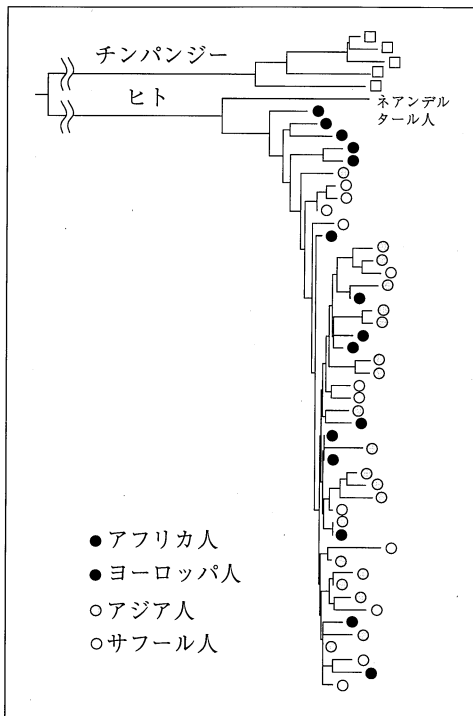 チンパンジー
ヒト
ネアンデル
タール人
●アフリカ人
●ヨーロッパ人
○アジア人
○サフール人